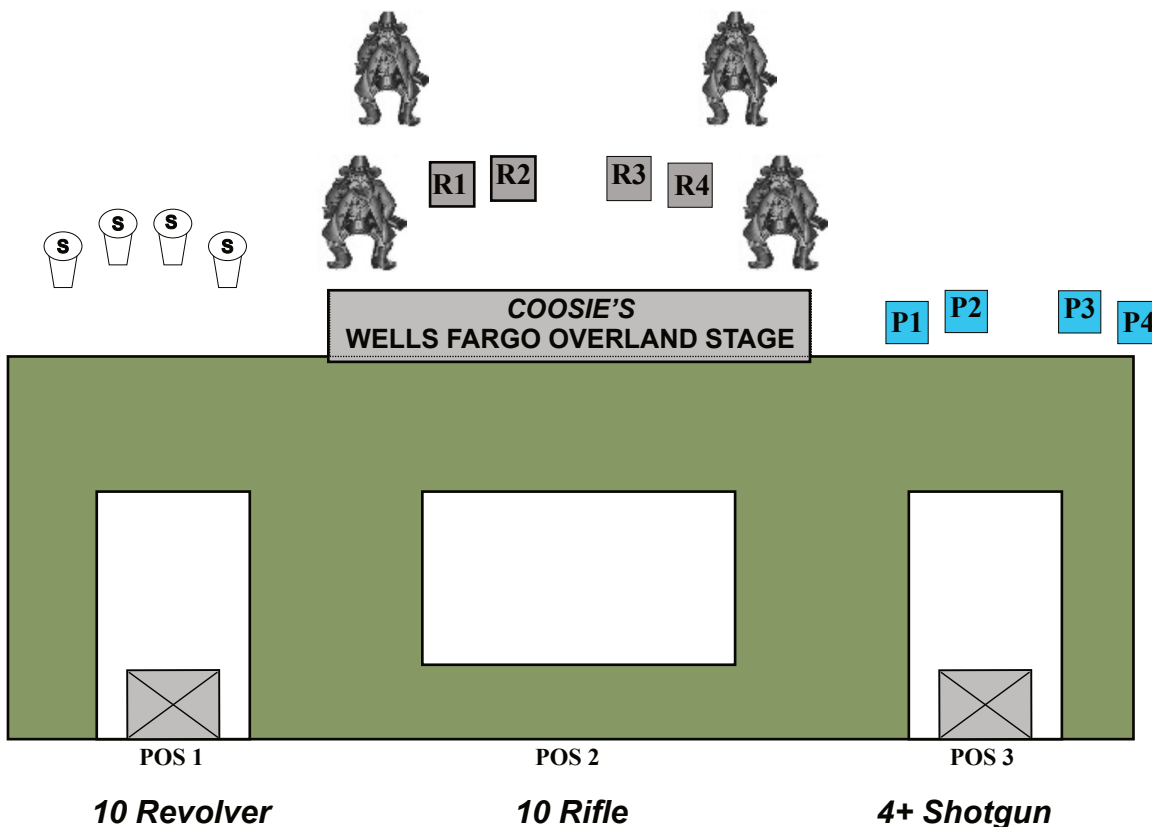 R1 R2 R3 R4
S S S S
P1 P2 P3 P4
COOSIE'S
WELLS FARGO OVERLAND STAGE
POS 1 POS 2 POS 3
10 Revolver 10 Rifle 4+ Shotgun